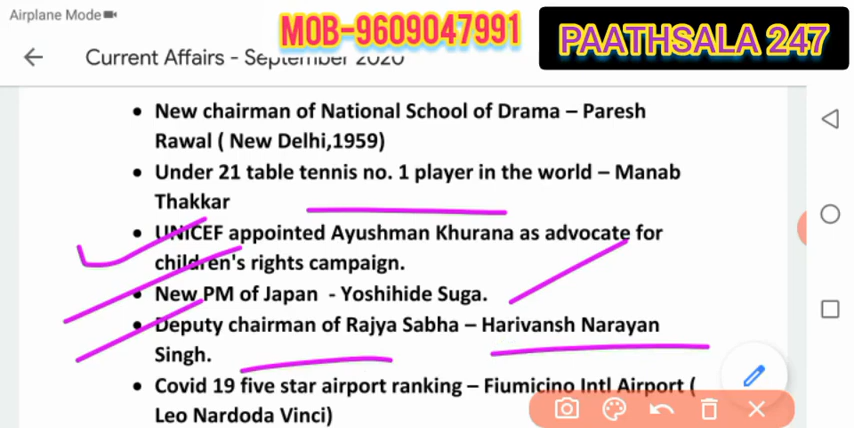 Airplane Mode
MOB-9609047991
PAATHSALA 247
Current Affairs - September 2020
• New chairman of National School of Drama – Paresh
Rawal ( New Delhi,1959)
• Under 21 table tennis no. 1 player in the world – Manab
Thakkar
• UNICEF appointed Ayushman Khurana as advocate for
children's rights campaign.
• New PM of Japan - Yoshihide Suga.
• Deputy chairman of Rajya Sabha – Harivansh Narayan
Singh.
• Covid 19 five star airport ranking – Fiumicino Intl Airport (
Leo Nardoda Vinci)